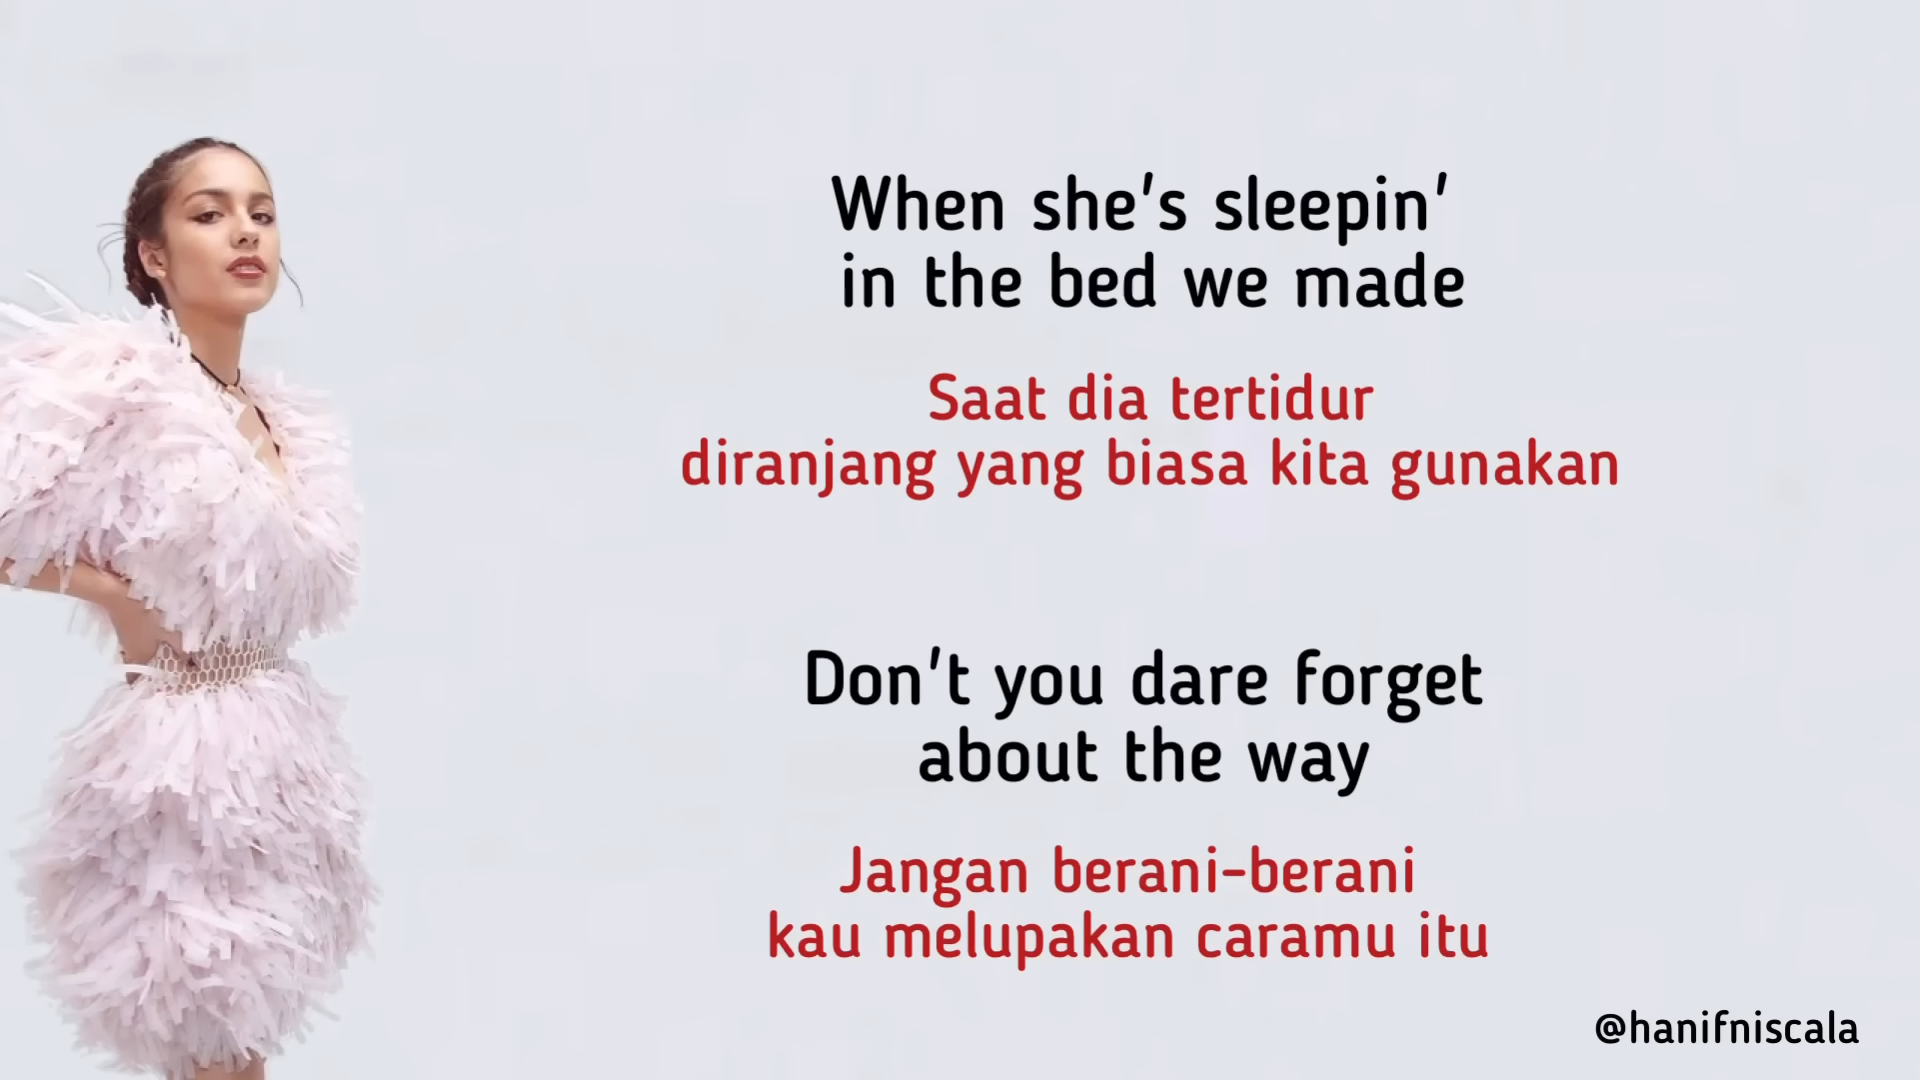 When she's sleepin'
in the bed we made
Saat dia tertidur
diranjang yang biasa kita gunakan
Don't you dare forget
about the way
Jangan berani-berani
kau melupakan caramu itu
@hanifniscala